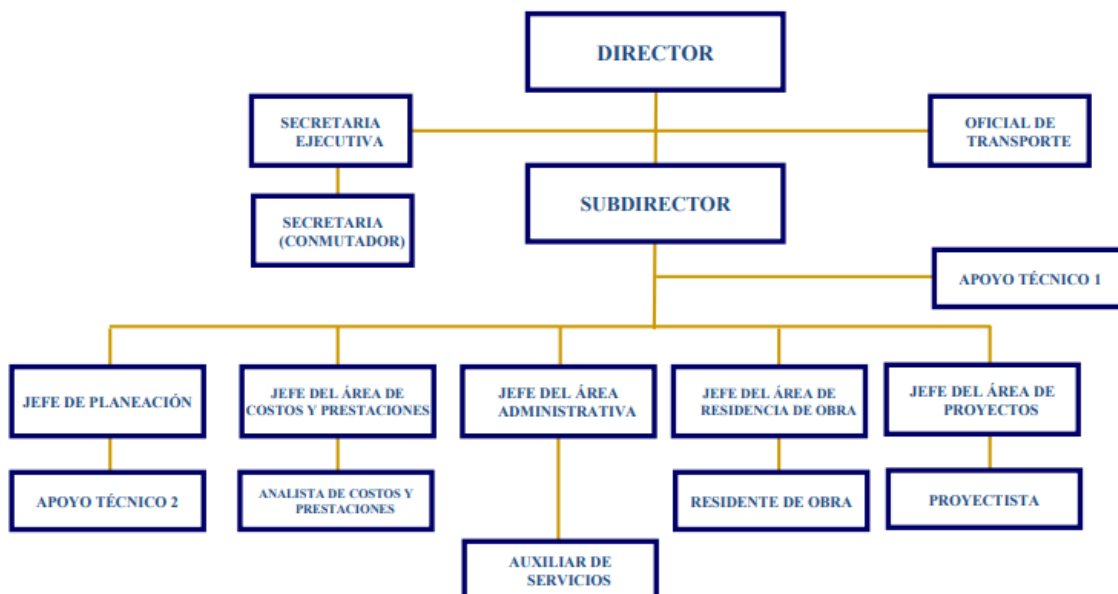 DIRECTOR
SECRETARIA
EJECUTIVA
OFICIAL DE
TRANSPORTE
SUBDIRECTOR
SECRETARIA
(CONMUTADOR)
APOYO TÉCNICO 1
JEFE DE PLANEACIÓN
JEFE DEL ÁREA DE
COSTOS Y PRESTACIONES
JEFE DEL ÁREA
ADMINISTRATIVA
JEFE DEL ÁREA DE
RESIDENCIA DE OBRA
JEFE DEL ÁREA DE
PROYECTOS
APOYO TÉCNICO 2
ANALISTA DE COSTOS Y
PRESTACIONES
RESIDENTE DE OBRA
PROYECTISTA
AUXILIAR DE
SERVICIOS